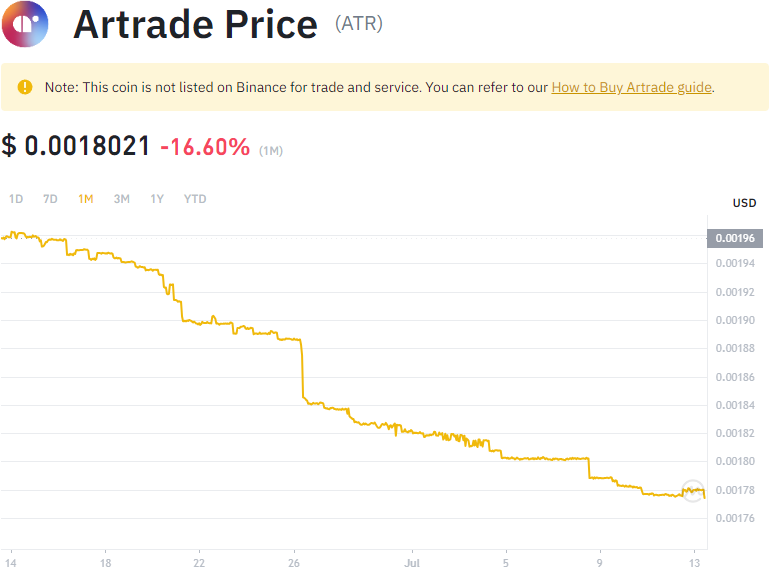 Artrade Price (ATR)
Note: This coin is not listed on Binance for trade and service. You can refer to our How to Buy Artrade guide.
$ 0.0018021 -16.60% (1M)
1D 7D 1M 3M 1Y YTD
USD
0.00196
0.00194
0.00192
0.00190
0.00188
0.00186
0.00184
0.00182
0.00180
0.00178
0.00176
14 18 22 26 Jul 5 9 13